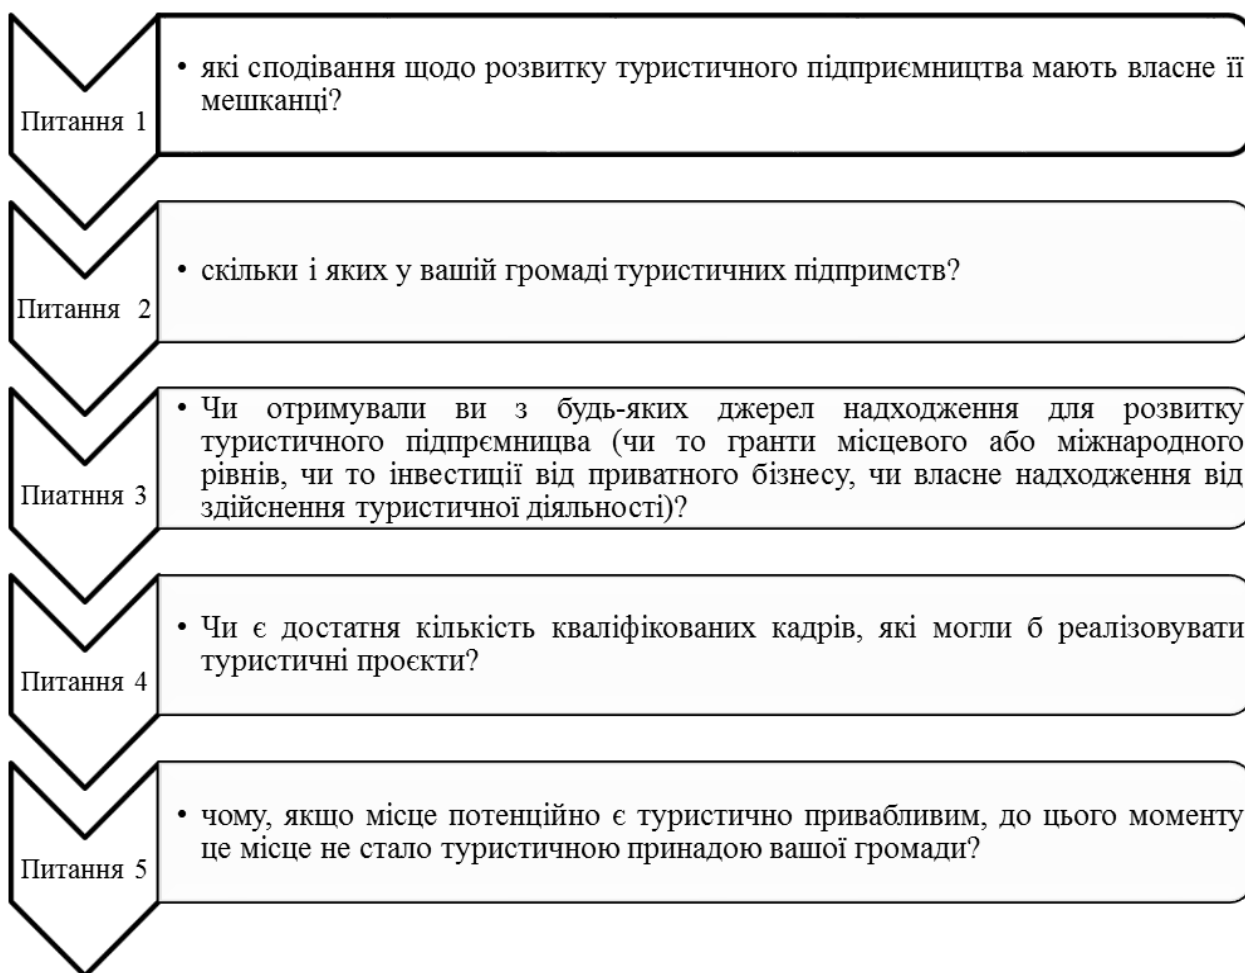 Питання 1
• які сподівання щодо розвитку туристичного підприємництва мають власне її
мешканці?
Питання 2
• скільки і яких у вашій громаді туристичних підпримств?
Пиатння 3
• Чи отримували ви з будь-яких джерел надходження для розвитку
туристичного підпрємницва (чи то гранти місцевого або міжнародного
рівнів, чи то інвестиції від приватного бізнесу, чи власне надходження від
здійснення туристичної діяльності)?
Питання 4
• Чи є достатня кількість кваліфікованих кадрів, які могли б реалізовувати
туристичні проєкти?
Питання 5
• чому, якщо місце потенційно є туристично привабливим, до цього моменту
це місце не стало туристичною принадою вашої громади?